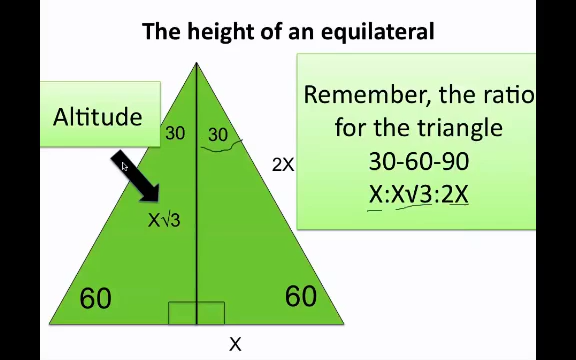 The height of an equilateral
Altitude
Remember, the ratio
for the triangle
30-60-90
X:X√3:2X
30
30
2X
X√3
60
60
X